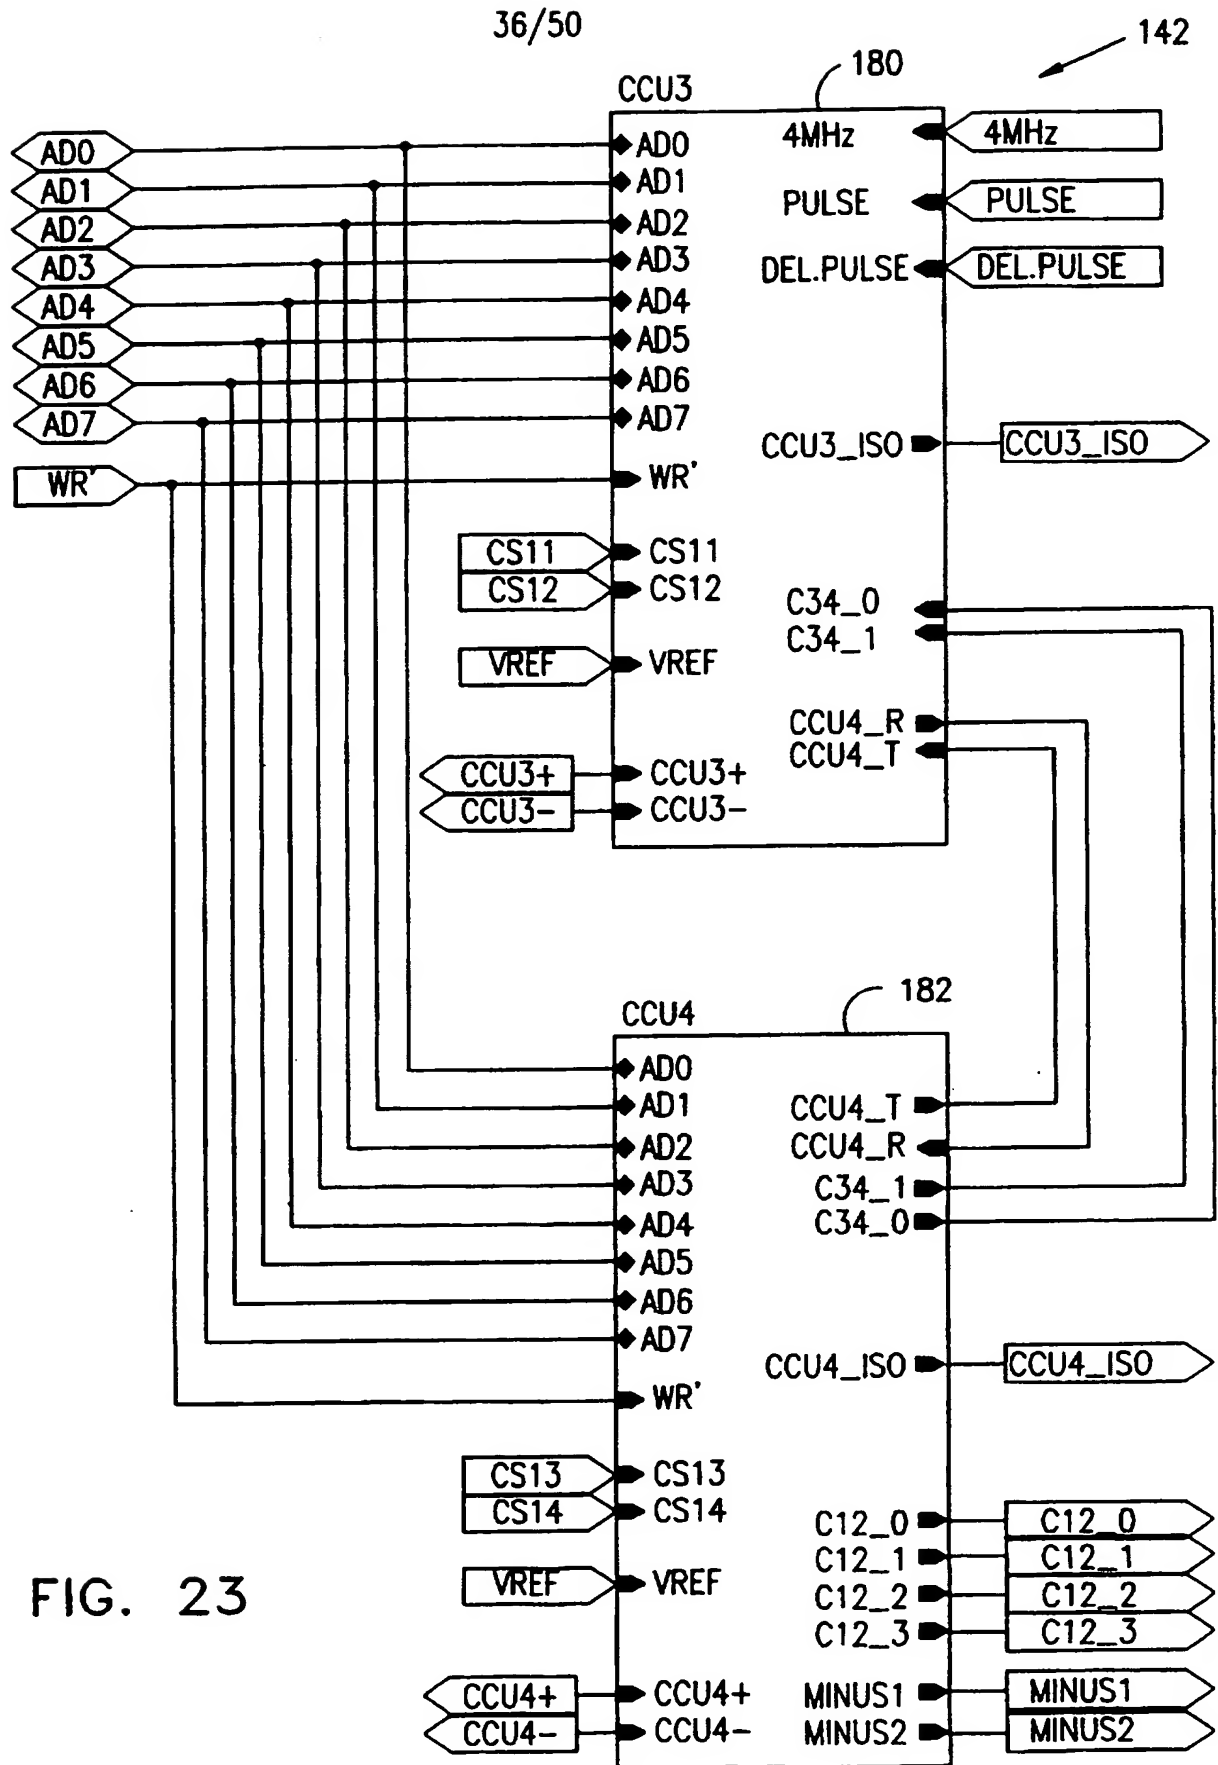 36/50
142
180
CCU3
AD0
AD1
AD2
AD3
AD4
AD5
AD6
AD7
WR'
CS11
CS12
VREF
CCU3+
CCU3-
AD0
AD1
AD2
AD3
AD4
AD5
AD6
AD7
WR'
CS11
CS12
VREF
CCU3+
CCU3-
4MHz
PULSE
DEL.PULSE
CCU3_ISO
C34_0
C34_1
CCU4_R
CCU4_T
4MHz
PULSE
DEL.PULSE
CCU3_ISO
182
CCU4
CS13
CS14
VREF
CCU4+
CCU4-
AD0
AD1
AD2
AD3
AD4
AD5
AD6
AD7
WR'
CS13
CS14
VREF
CCU4+
CCU4-
CCU4_T
CCU4_R
C34_1
C34_0
CCU4_ISO
C12_0
C12_1
C12_2
C12_3
MINUS1
MINUS2
CCU4_ISO
C12_0
C12_1
C12_2
C12_3
MINUS1
MINUS2
FIG. 23